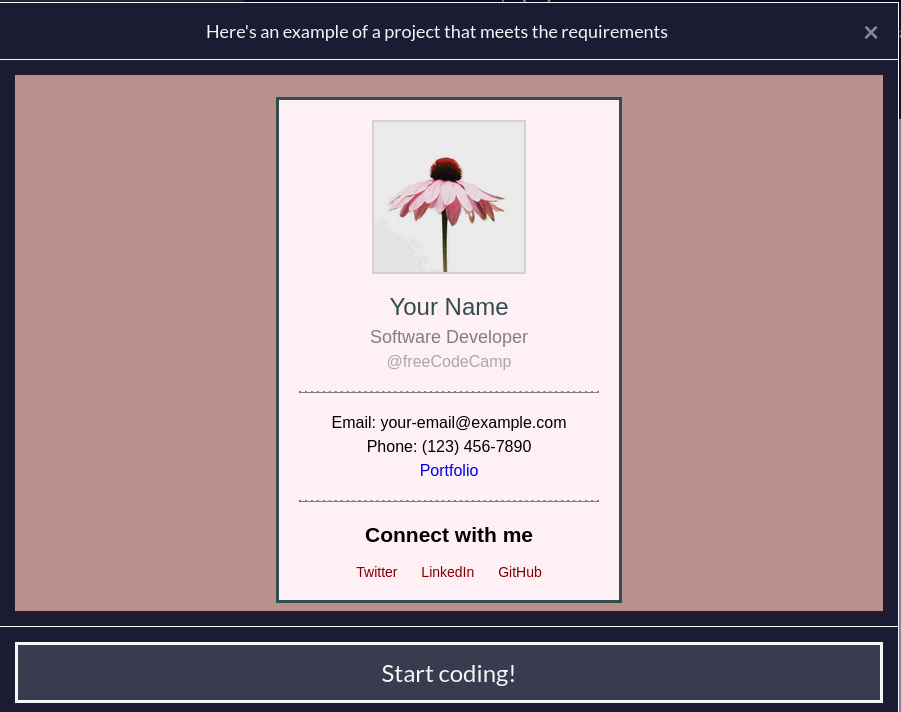 Here's an example of a project that meets the requirements ×
Your Name
Software Developer
@freeCodeCamp
Email: your-email@example.com
Phone: (123) 456-7890
Portfolio
Connect with me
Twitter LinkedIn GitHub
Start coding!